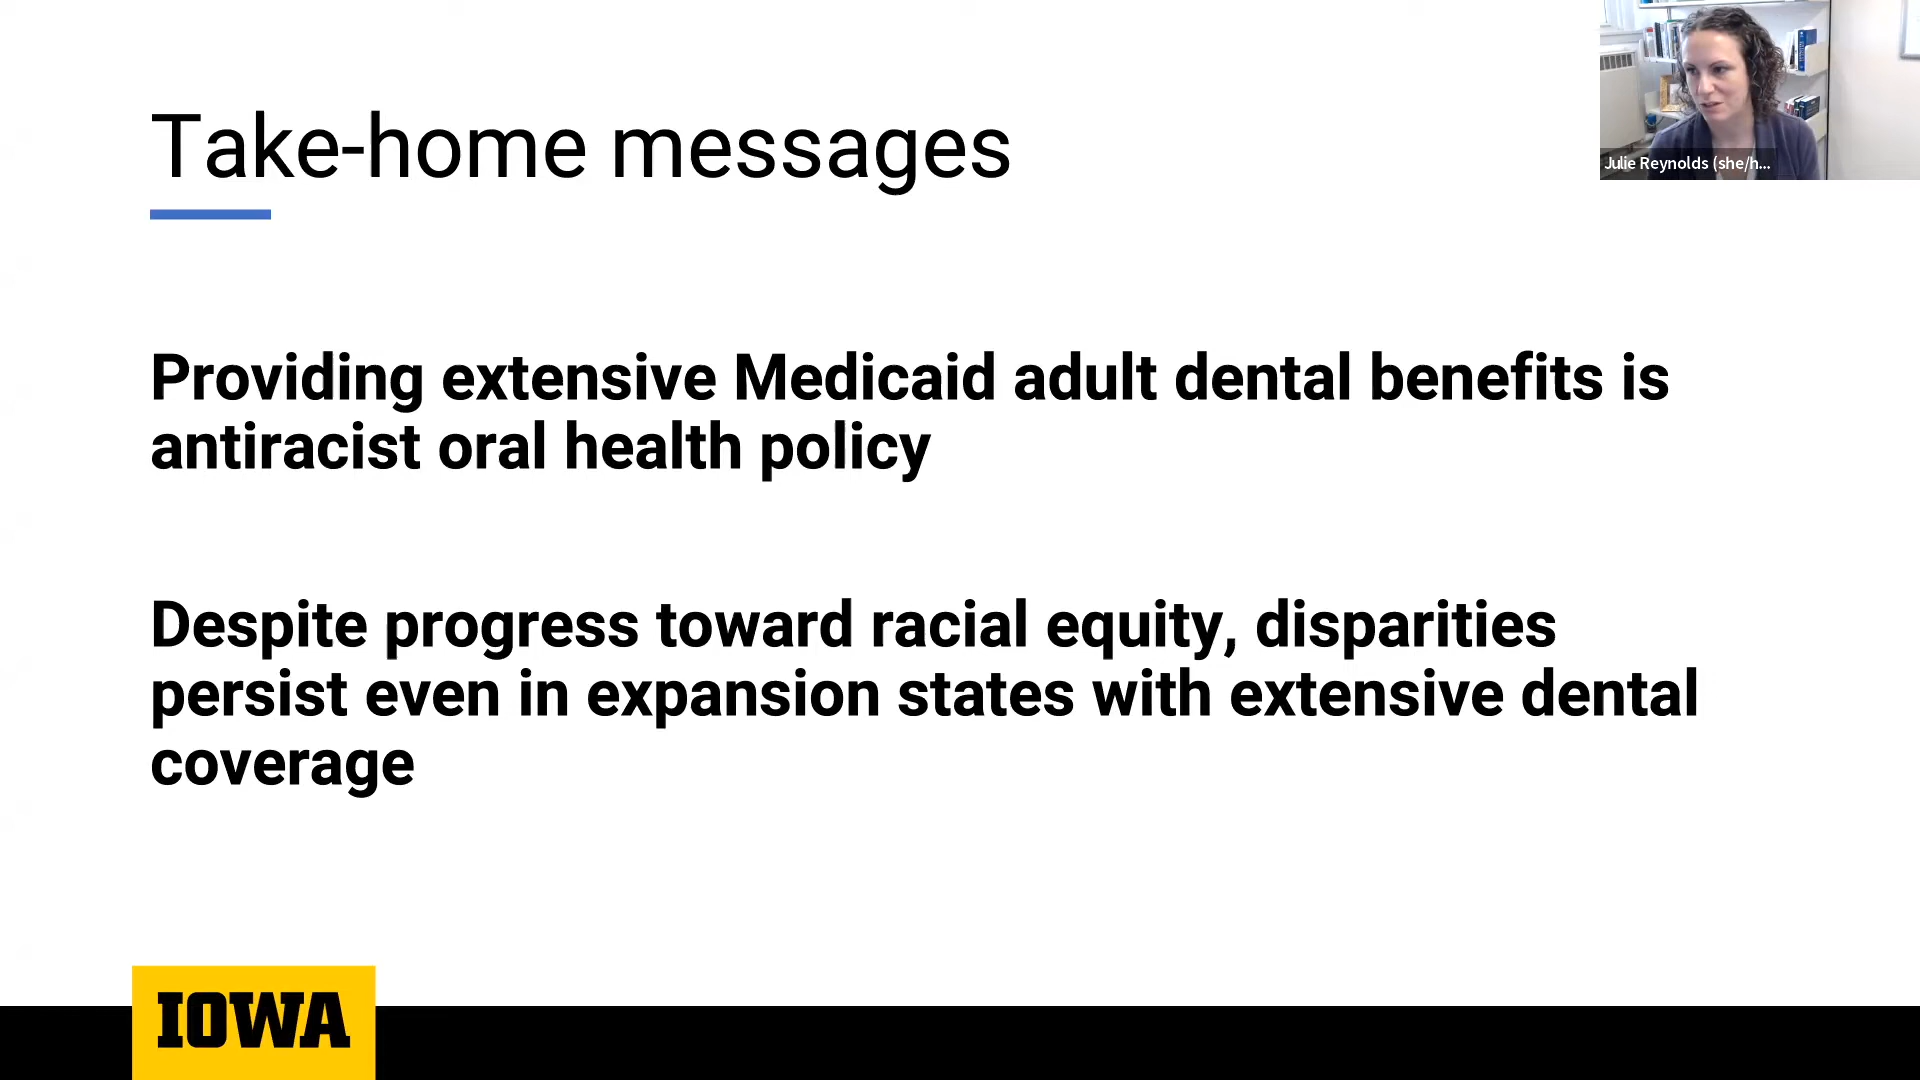 Take-home messages
Julie Reynolds (she/h...
Providing extensive Medicaid adult dental benefits is
antiracist oral health policy
Despite progress toward racial equity, disparities
persist even in expansion states with extensive dental
coverage
IOWA